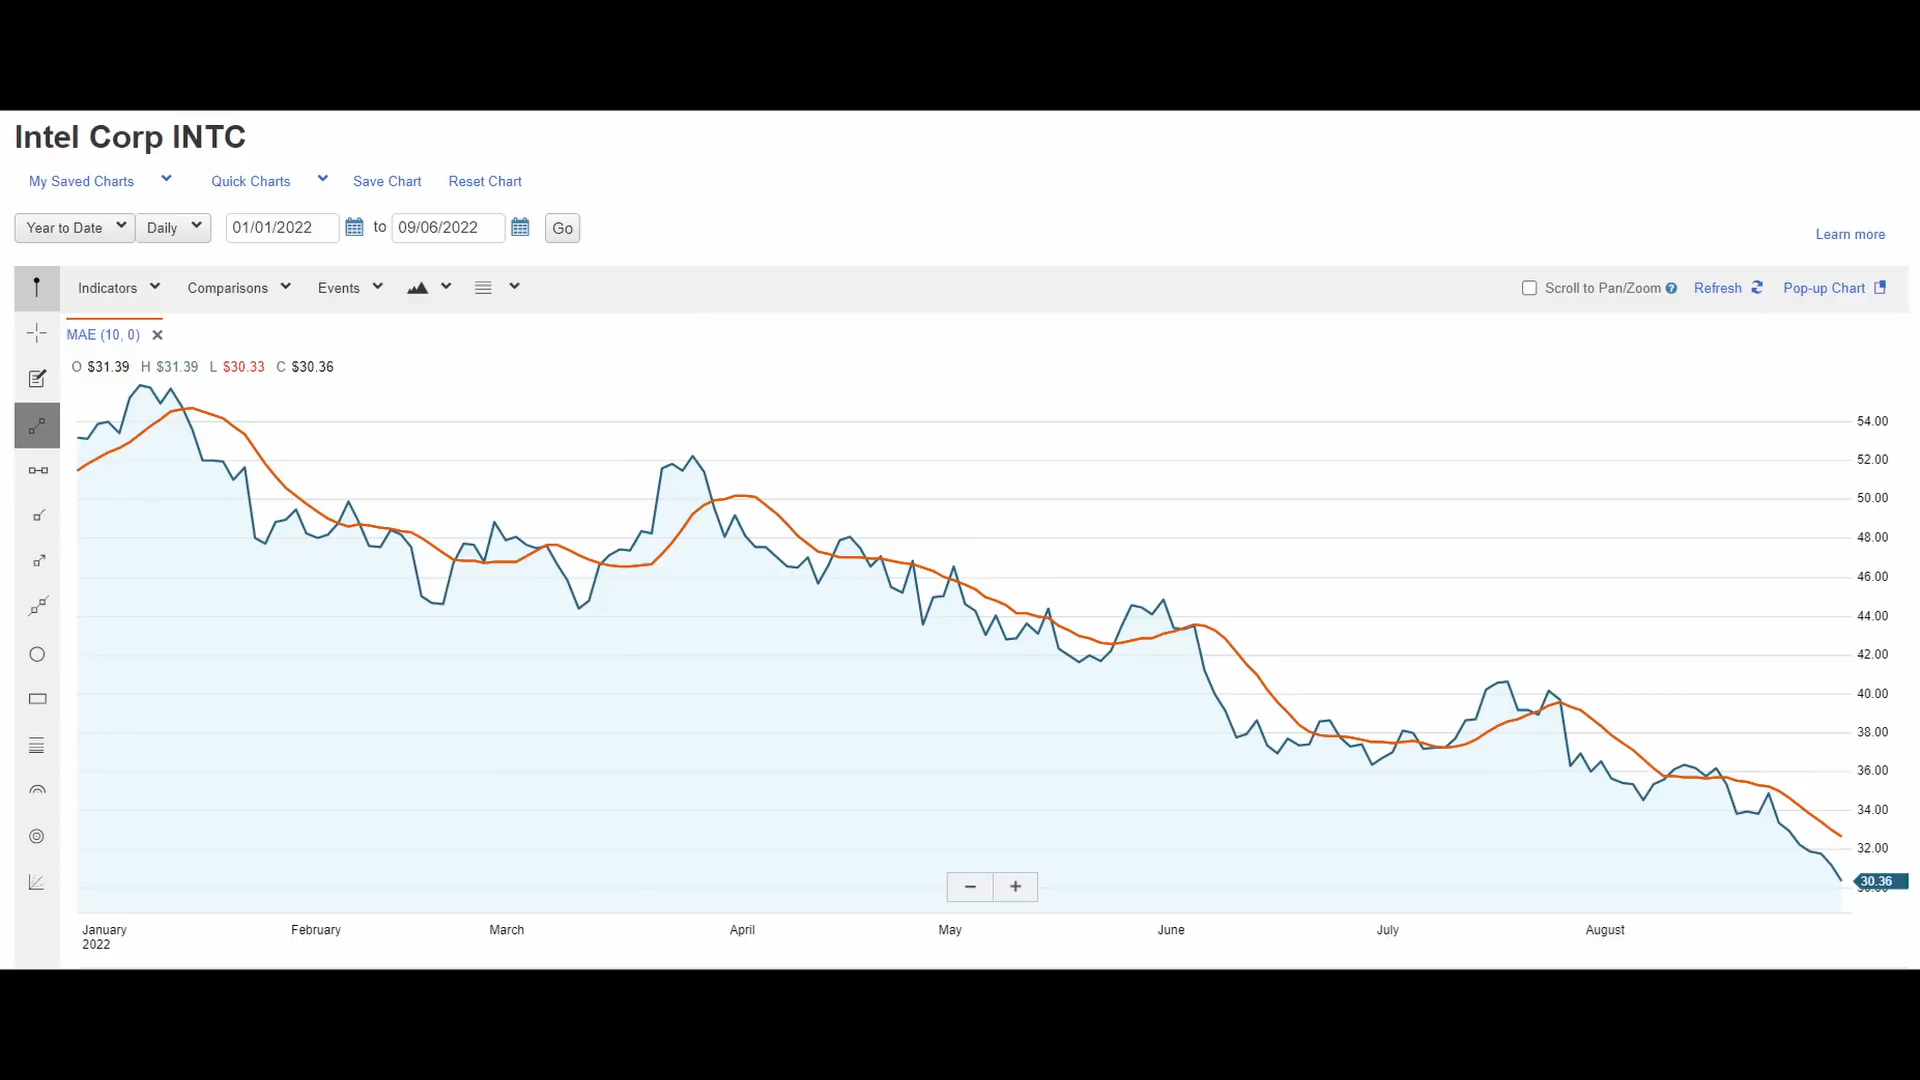 Intel Corp INTC
My Saved Charts Quick Charts Save Chart Reset Chart
Year to Date Daily 01/01/2022 to 09/06/2022 Go
Learn more
Indicators Comparisons Events Scroll to Pan/Zoom ? Refresh Pop-up Chart
MAE (10, 0) ×
O $31.39 H $31.39 L $30.33 C $30.36
54.00
52.00
50.00
48.00
46.00
44.00
42.00
40.00
38.00
36.00
34.00
32.00
30.36
− +
January February March April May June July August
2022